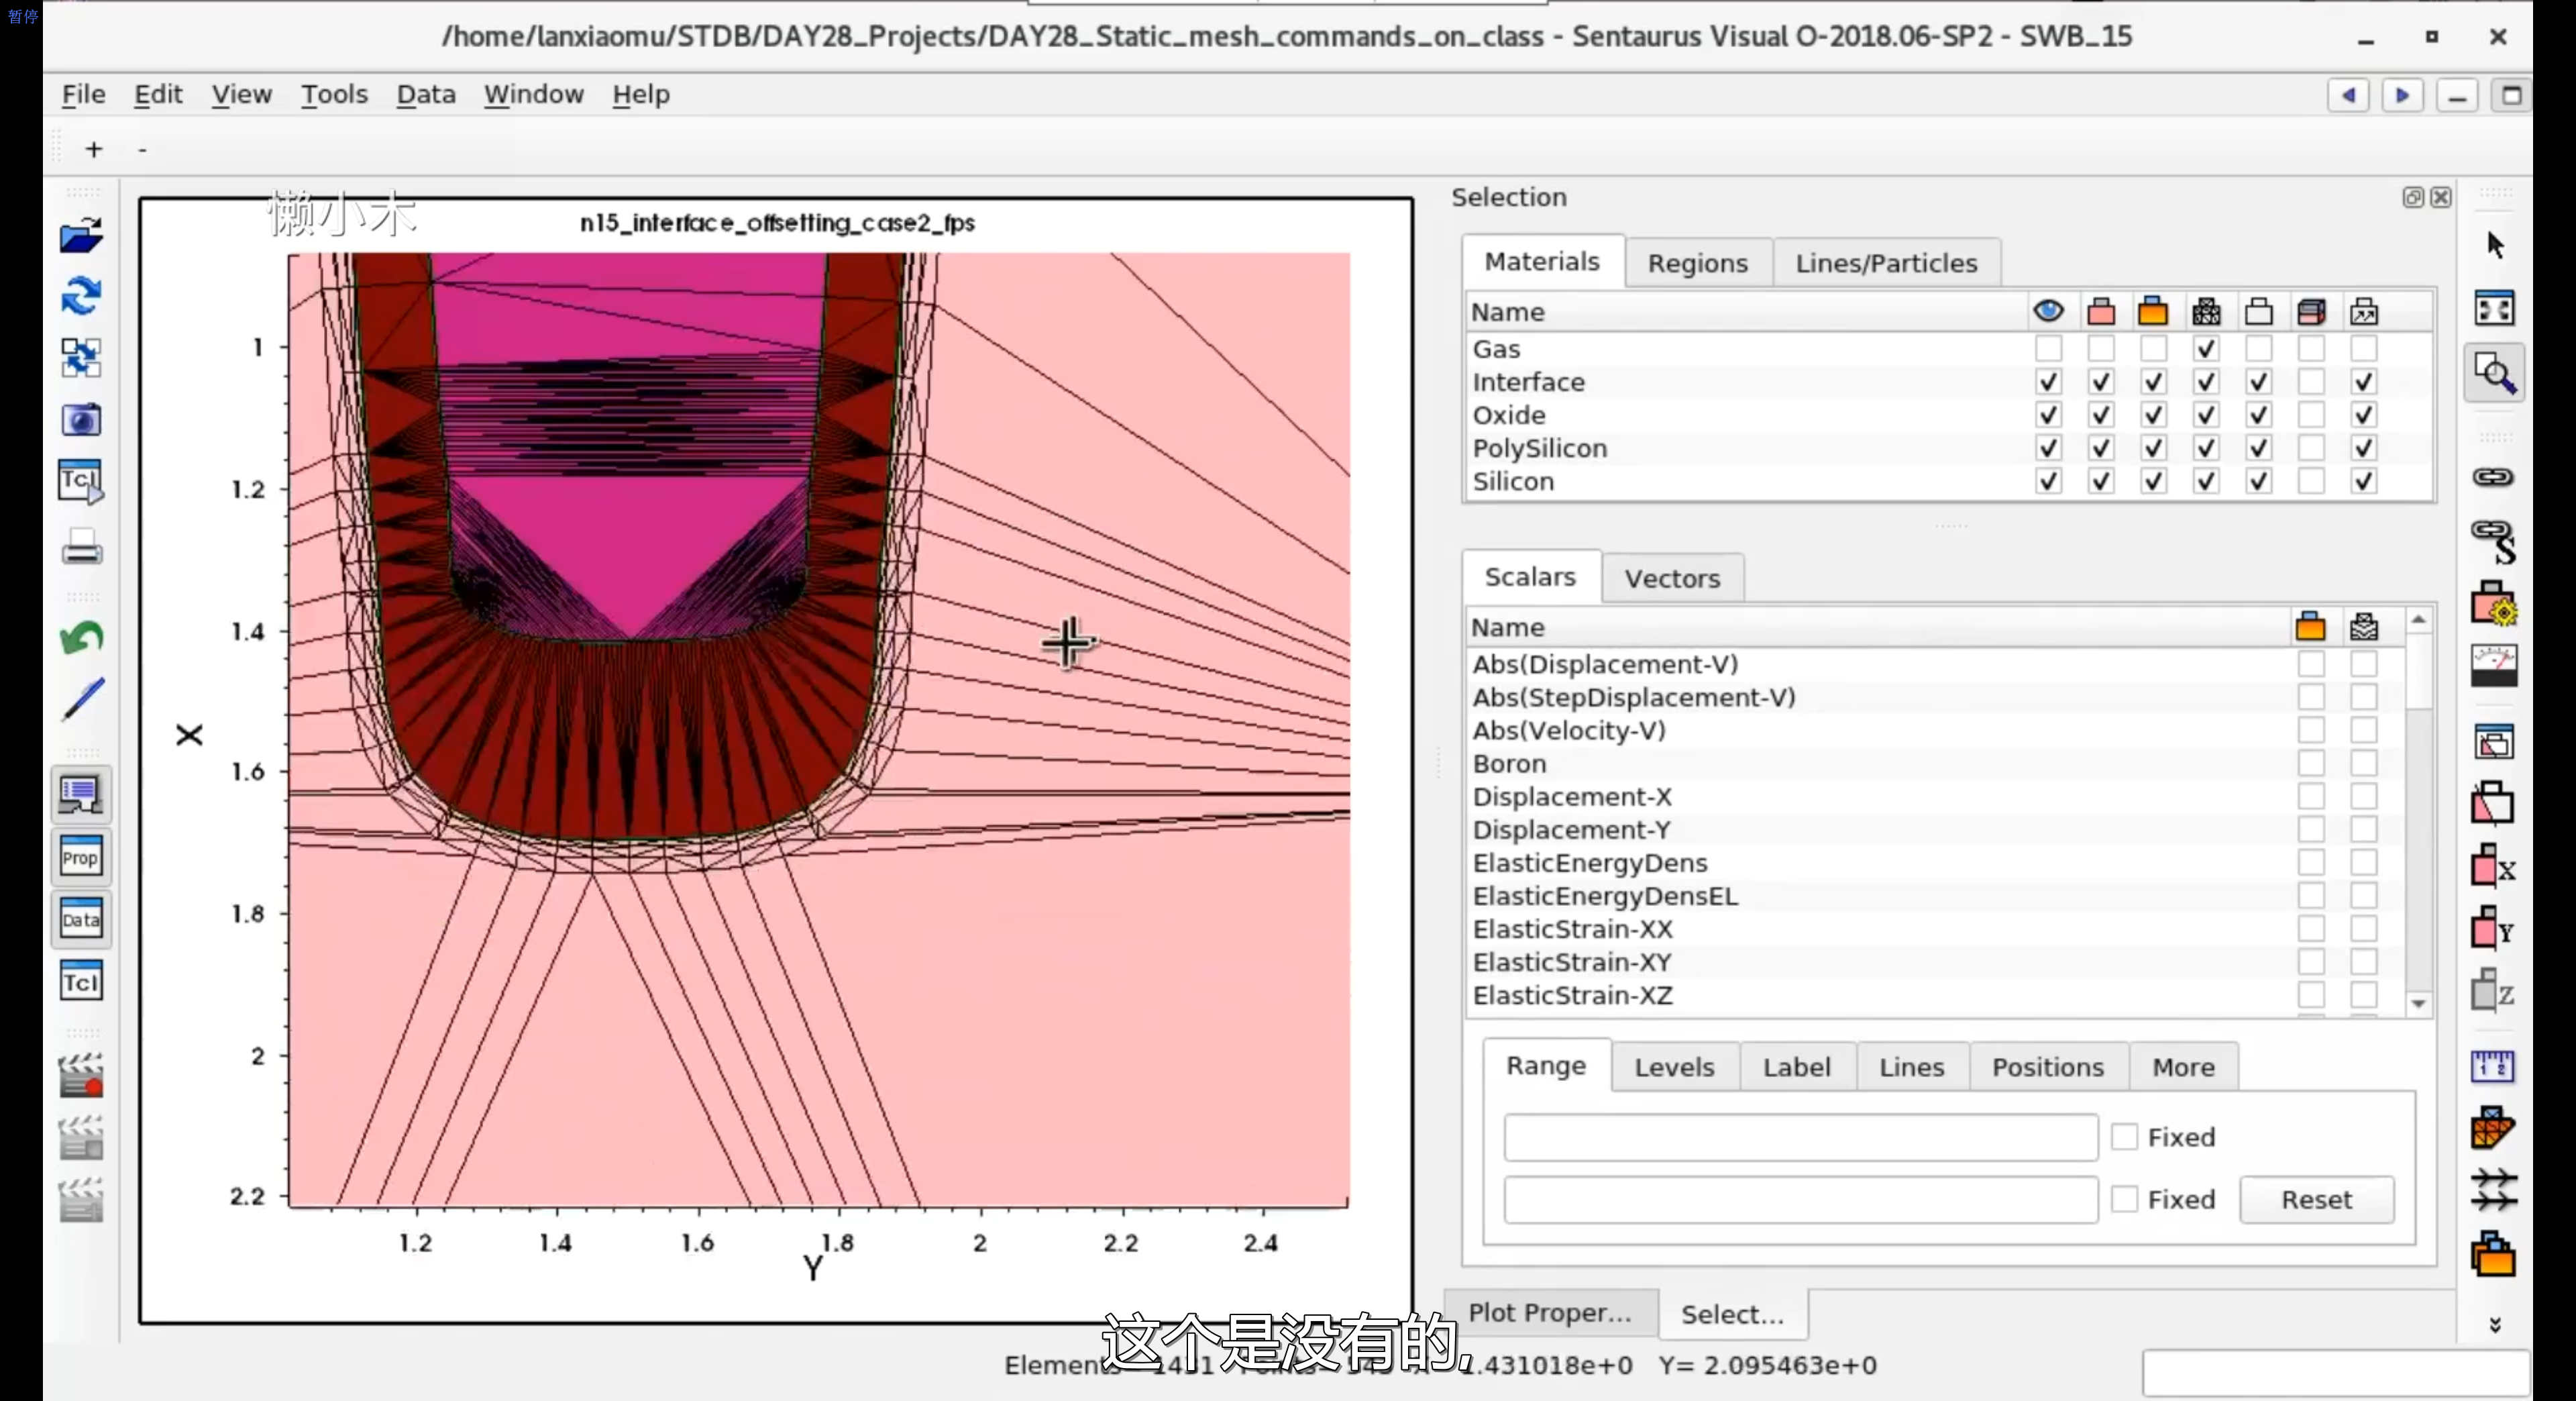 暂停
/home/lanxiaomu/STDB/DAY28_Projects/DAY28_Static_mesh_commands_on_class - Sentaurus Visual O-2018.06-SP2 - SWB_15
File Edit View Tools Data Window Help
+ -
懒小木
n15_interface_offsetting_case2_fps
1
1.2
1.4
1.6
1.8
2
2.2
X
1.2 1.4 1.6 1.8 2 2.2 2.4
Y
Tcl
Prop
Data
Tcl
Selection
Materials Regions Lines/Particles
Name
Gas
Interface
Oxide
PolySilicon
Silicon
Scalars Vectors
Name
Abs(Displacement-V)
Abs(StepDisplacement-V)
Abs(Velocity-V)
Boron
Displacement-X
Displacement-Y
ElasticEnergyDens
ElasticEnergyDensEL
ElasticStrain-XX
ElasticStrain-XY
ElasticStrain-XZ
Range Levels Label Lines Positions More
Fixed
Fixed Reset
Plot Proper... Select...
S
X
Y
Z
1 2
这个是没有的,
Elements 1.431018e+0 Y= 2.095463e+0